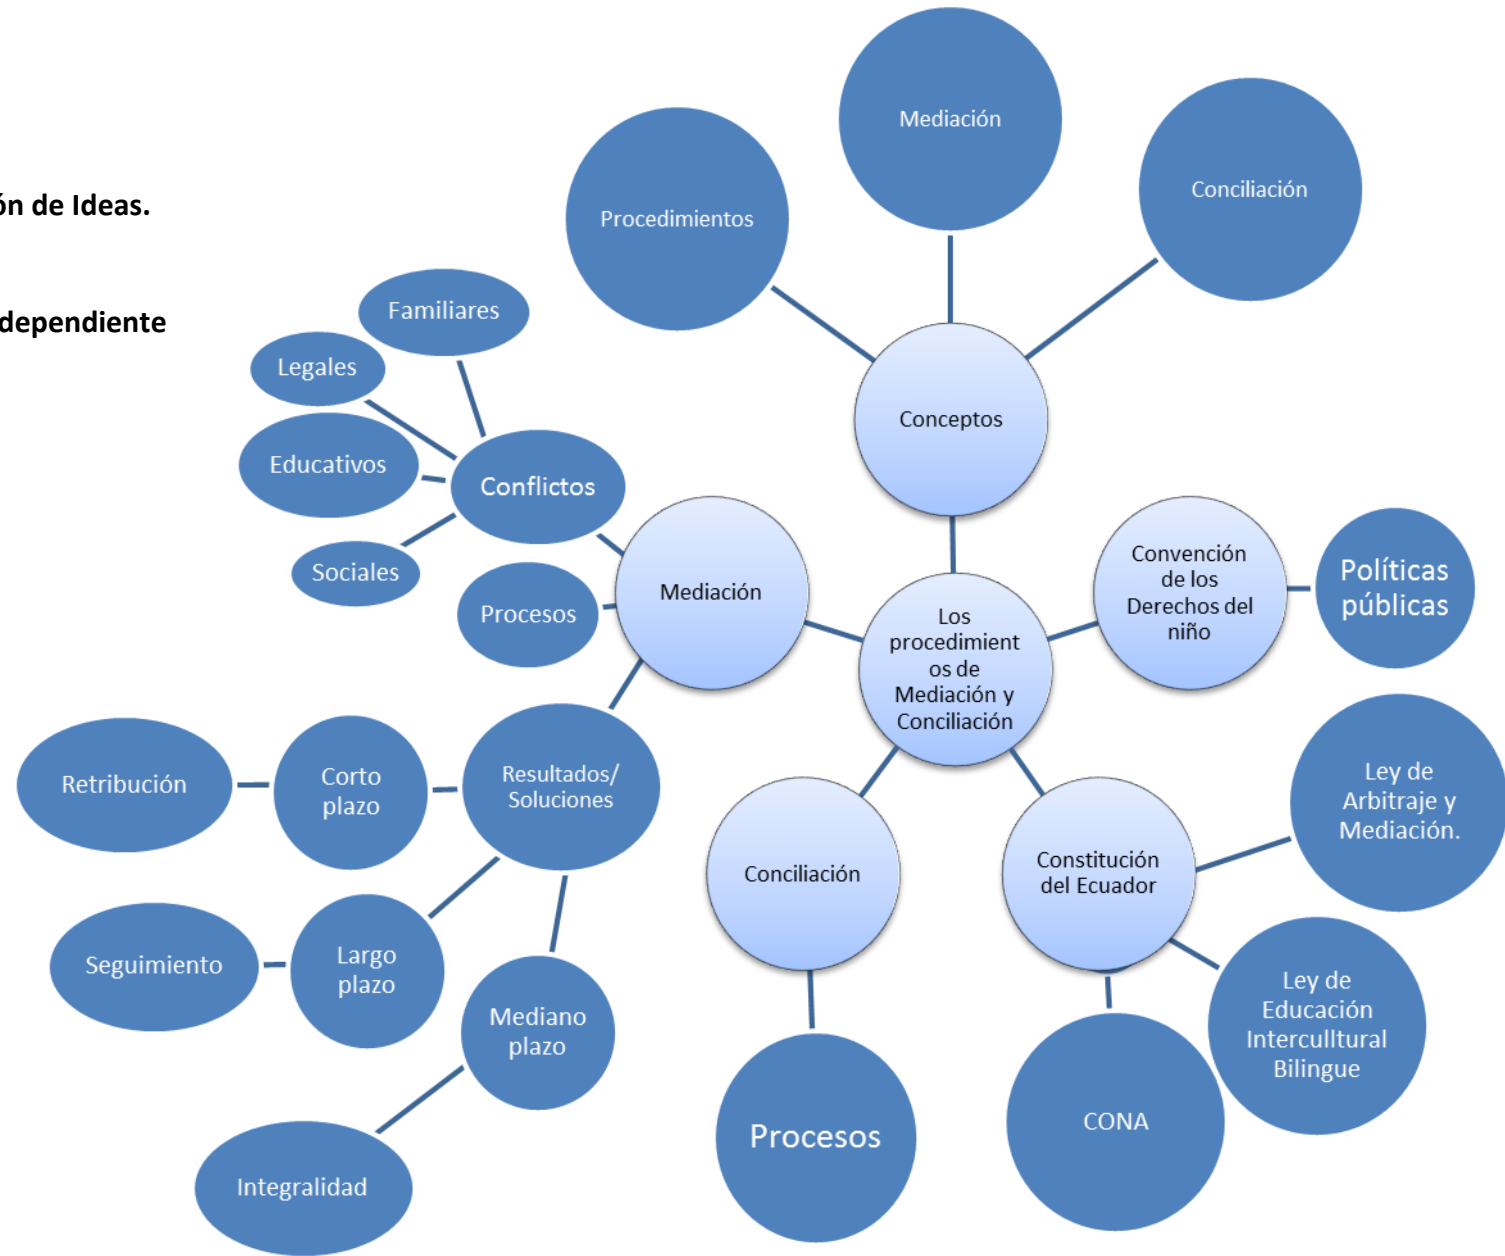 ón de Ideas.
dependiente
Mediación
Procedimientos
Conciliación
Conceptos
Familiares
Legales
Educativos
Conflictos
Sociales
Procesos
Mediación
Convención
de los
Derechos del
niño
Políticas
públicas
Los
procedimient
os de
Mediación y
Conciliación
Retribución
Corto
plazo
Resultados/
Soluciones
Ley de
Arbitraje y
Mediación.
Conciliación
Constitución
del Ecuador
Seguimiento
Largo
plazo
Mediano
plazo
Ley de
Educación
Interculltural
Bilingue
Procesos
CONA
Integralidad